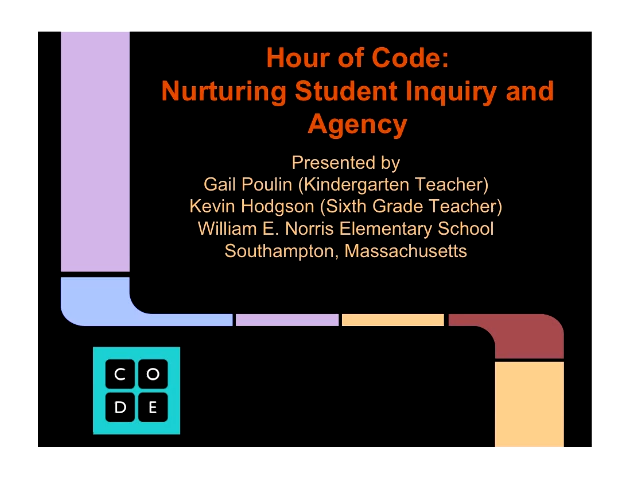 Hour of Code:
Nurturing Student Inquiry and
Agency
Presented by
Gail Poulin (Kindergarten Teacher)
Kevin Hodgson (Sixth Grade Teacher)
William E. Norris Elementary School
Southampton, Massachusetts
C O
D E